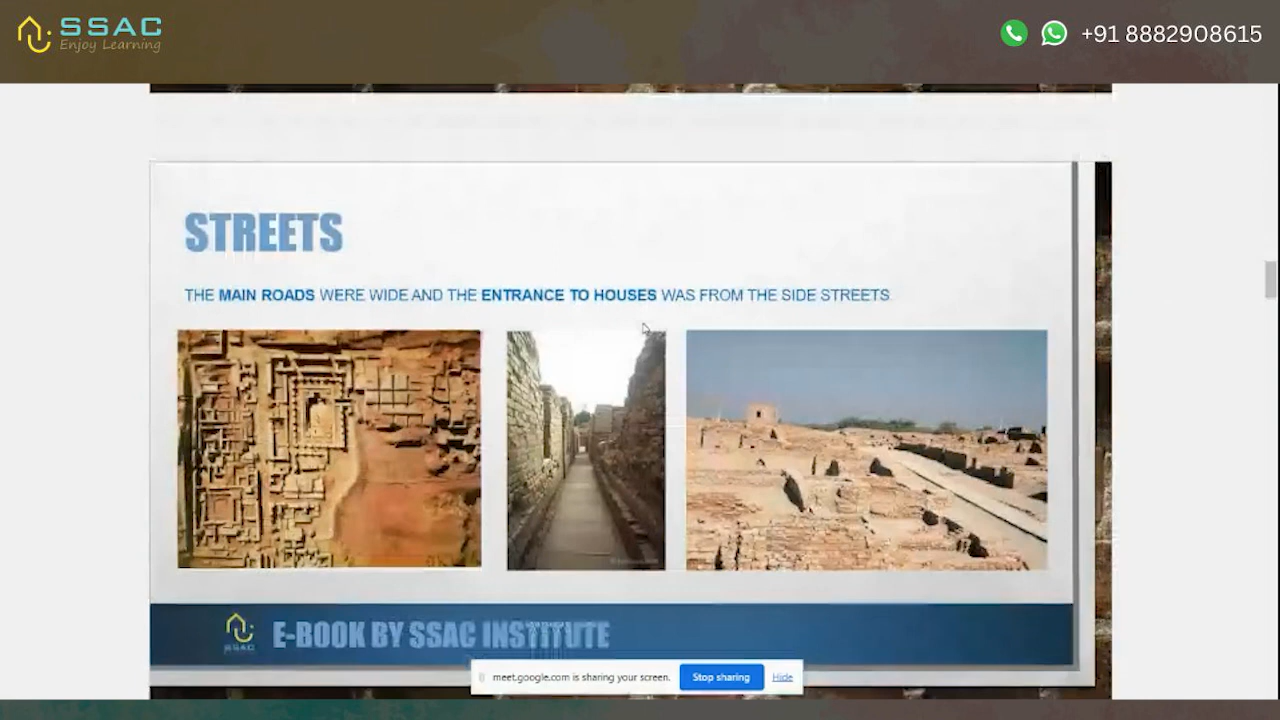 SSAC
Enjoy Learning
+91 8882908615
STREETS
THE MAIN ROADS WERE WIDE AND THE ENTRANCE TO HOUSES WAS FROM THE SIDE STREETS.
SSAC
E-BOOK BY SSAC INSTITUTE
meet.google.com is sharing your screen.
Stop sharing
Hide